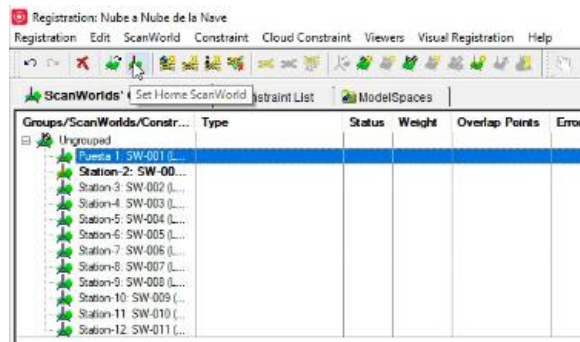 Registration: Nube a Nube de la Nave
Registration Edit ScanWorld Constraint Cloud Constraint Viewers Visual Registration Help
ScanWorlds' Set Home ScanWorld straint List ModelSpaces
Groups/ScanWorlds/Constr... Type Status Weight Overlap Points Erro
Ungrouped
Puesta 1: SW-001 (L...
Station-2: SW-00...
Station-3: SW-002 (L...
Station-4: SW-003 (L...
Station-5: SW-004 (L...
Station-6: SW-005 (L...
Station-7: SW-006 (L...
Station-8: SW-007 (L...
Station-9: SW-008 (L...
Station-10: SW-009 (...
Station-11: SW-010 (...
Station-12: SW-011 (...